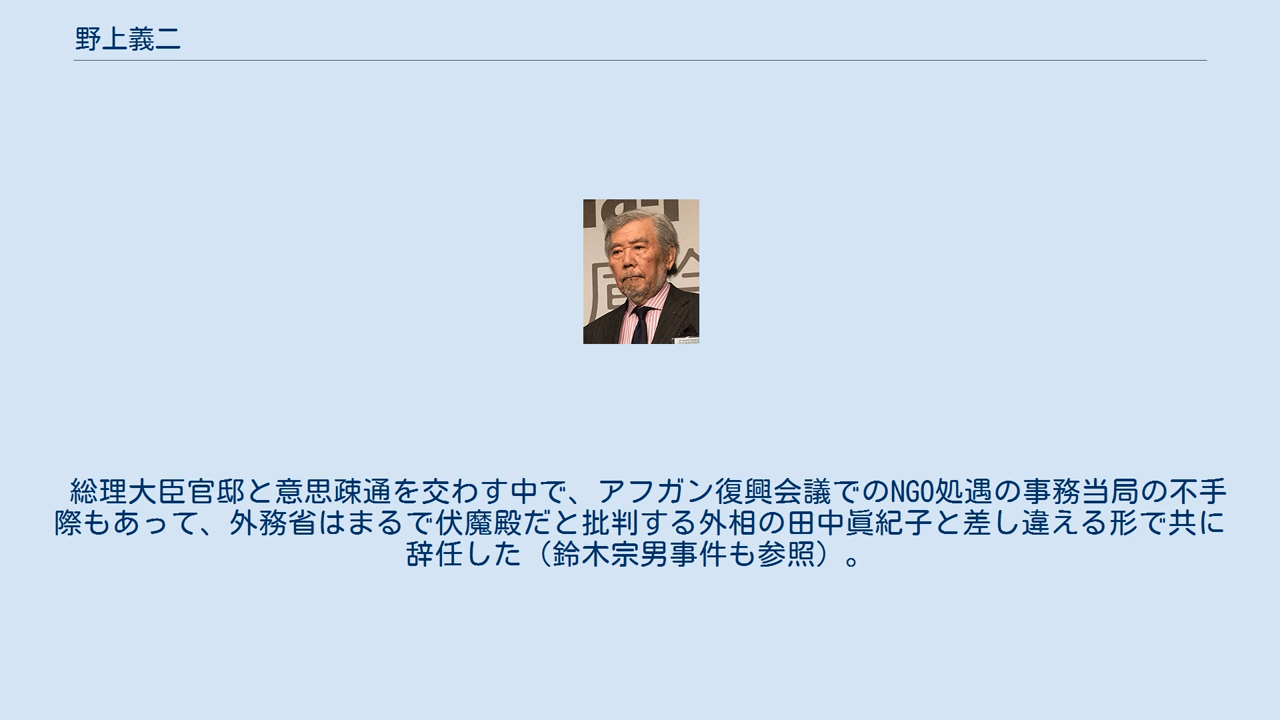 野上義二
総理大臣官邸と意思疎通を交わす中で、アフガン復興会議でのNGO処遇の事務当局の不手
際もあって、外務省はまるで伏魔殿だと批判する外相の田中眞紀子と差し違える形で共に
辞任した（鈴木宗男事件も参照）。